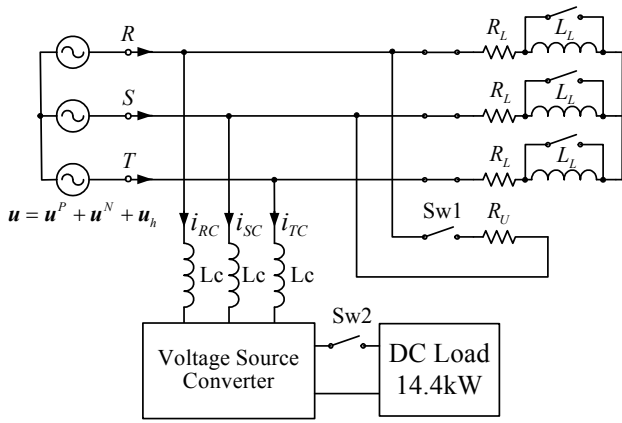 R
R_L
L_L
S
R_L
L_L
T
R_L
L_L
u = u^P + u^N + u_h
i_RC
i_SC
i_TC
Sw1
R_U
Lc
Lc
Lc
Sw2
Voltage Source
Converter
DC Load
14.4kW